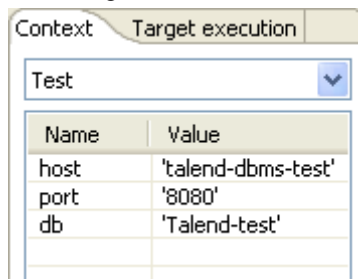 Context Target execution
Test
Name Value
host 'talend-dbms-test'
port '8080'
db 'Talend-test'